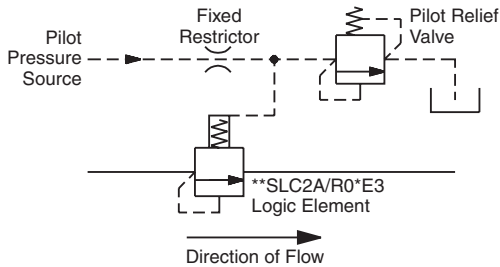 Pilot
Pressure
Source
Fixed
Restrictor
Pilot Relief
Valve
**SLC2A/R0*E3
Logic Element
Direction of Flow